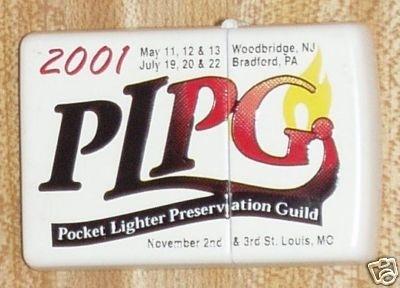 2001
May 11, 12 & 13 Woodbridge, NJ
July 19, 20 & 22 Bradford, PA
PLPG
Pocket Lighter Preservation Guild
November 2nd & 3rd St. Louis, MO